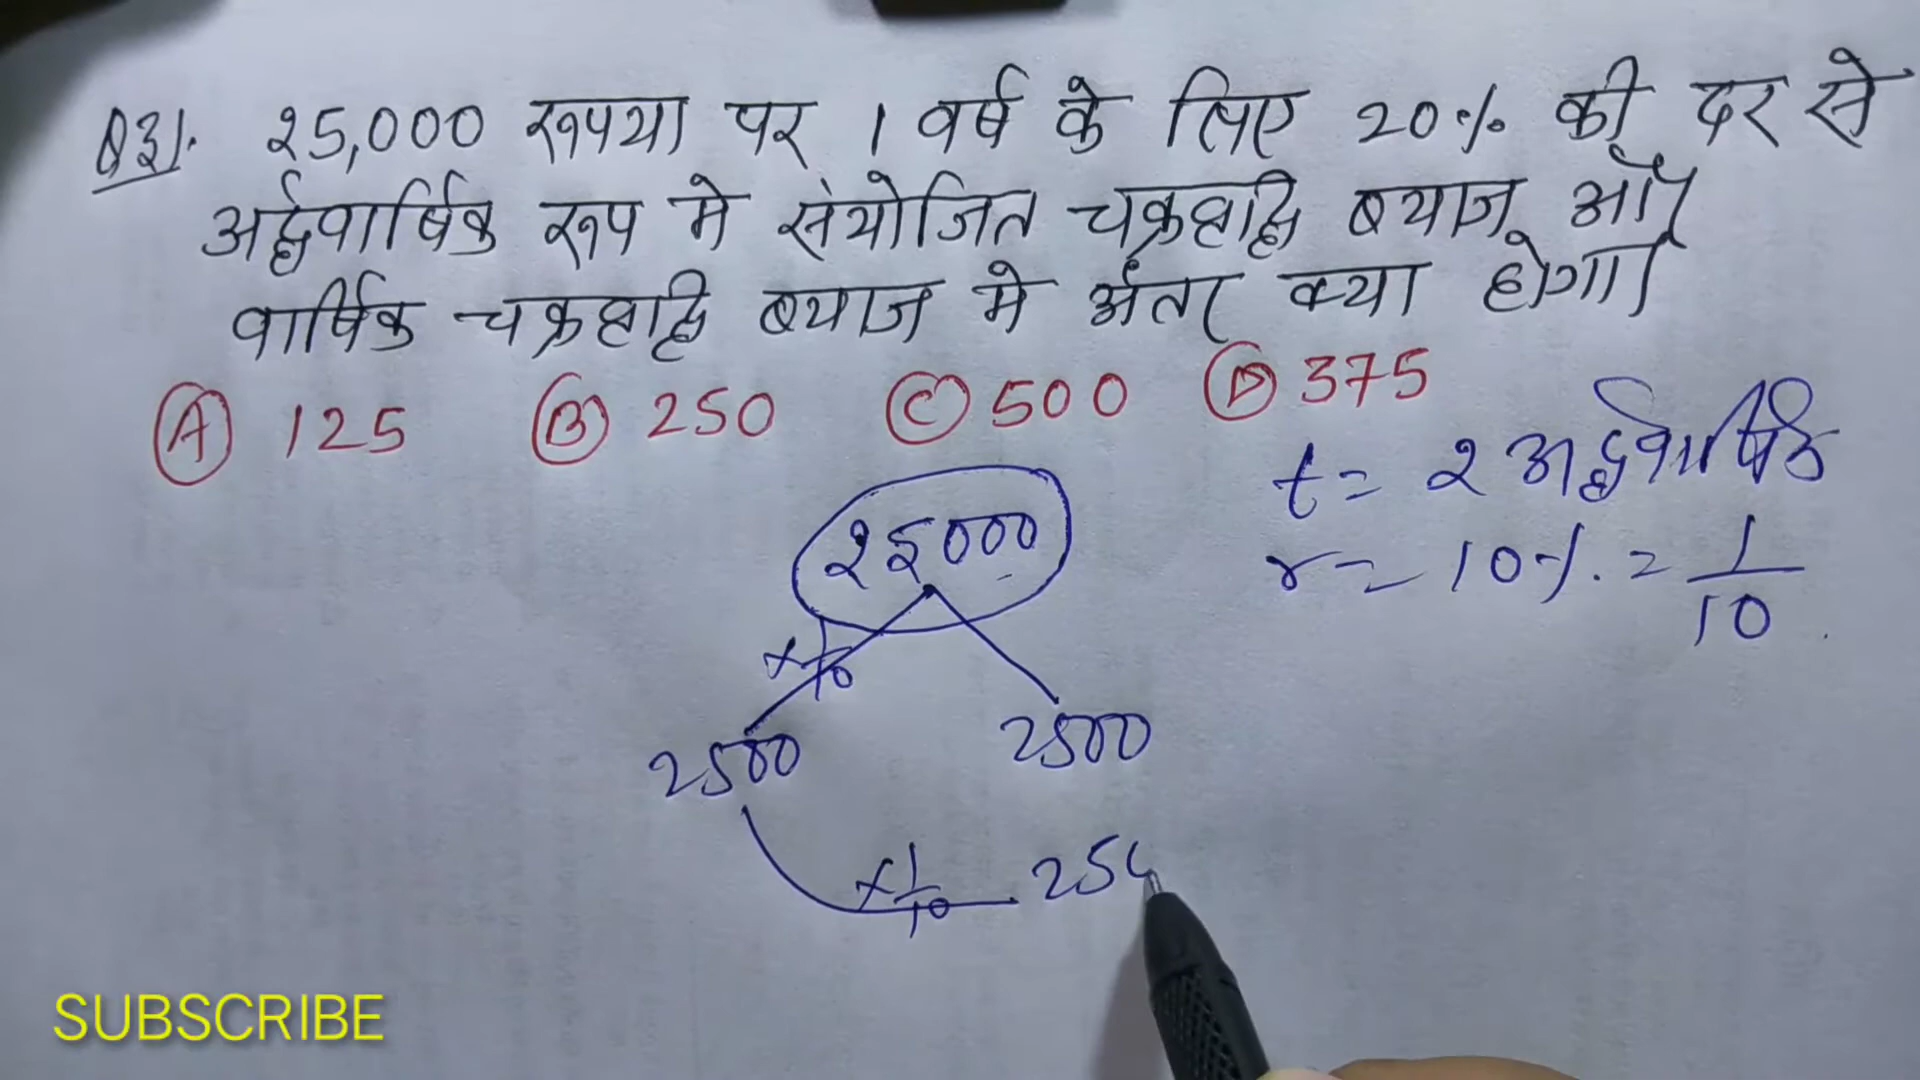 Q31. 25,000 रूपया पर 1 वर्ष के लिए 20% की दर से
अर्द्धवार्षिक रूप मे संयोजित चक्रवृद्धि ब्याज और
वार्षिक चक्रवृद्धि ब्याज मे अंतर क्या होगा।
(A) 125 (B) 250 (C) 500 (D) 375
t = 2 अर्द्धवार्षिक
25000
r = 10% = 1/10
×1/10
2500 2500
×1/10 250
SUBSCRIBE